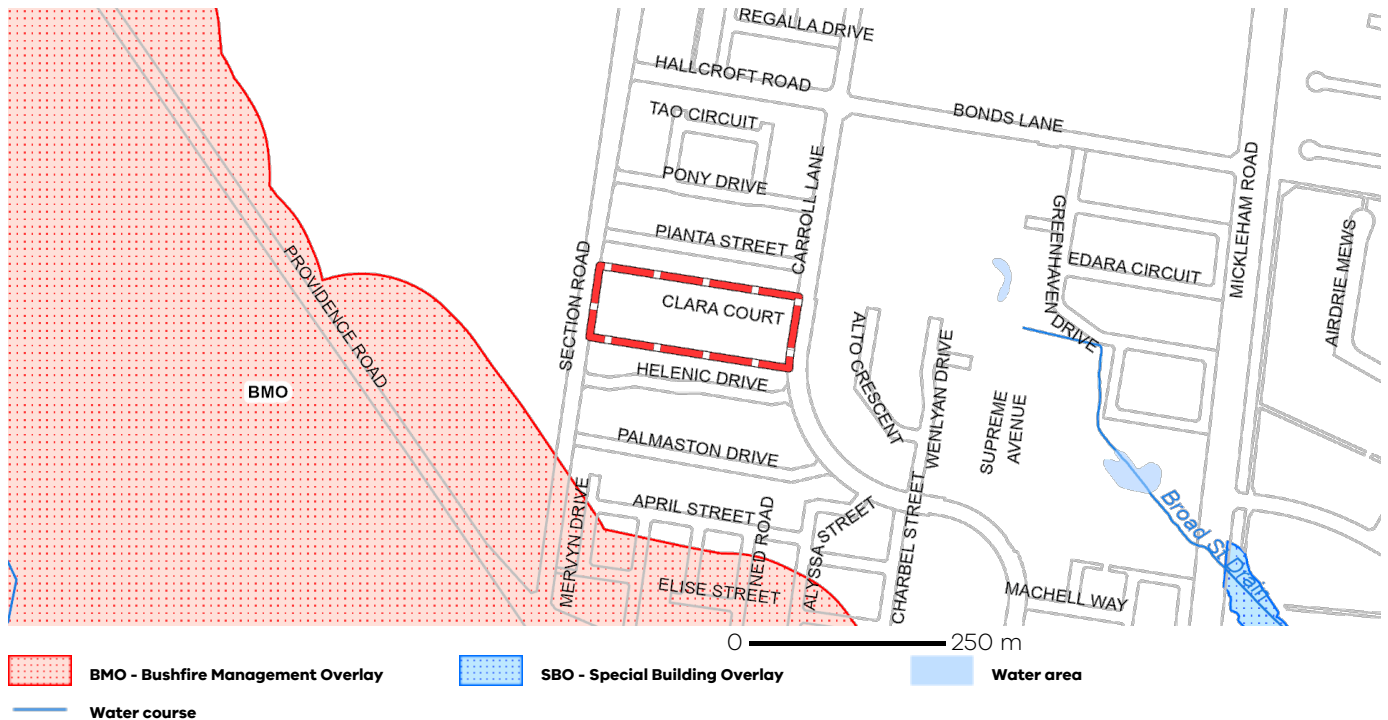 REGALLA DRIVE
HALLCROFT ROAD
TAO CIRCUIT
BONDS LANE
PONY DRIVE
CARROLL LANE
MICKLEHAM ROAD
PIANTA STREET
GREENHAVEN
DRIVE
EDARA CIRCUIT
AIRDRIE MEWS
SECTION ROAD
CLARA COURT
PROVIDENCE ROAD
HELENIC DRIVE
ALTO CRESCENT
WENLYAN DRIVE
SUPREME
AVENUE
BMO
PALMASTON DRIVE
MERVYN DRIVE
APRIL STREET
NED ROAD
ALYSSA STREET
CHARBEL STREET
Broad St Drain
ELISE STREET
MACHELL WAY
0 250 m
BMO - Bushfire Management Overlay
SBO - Special Building Overlay
Water area
Water course